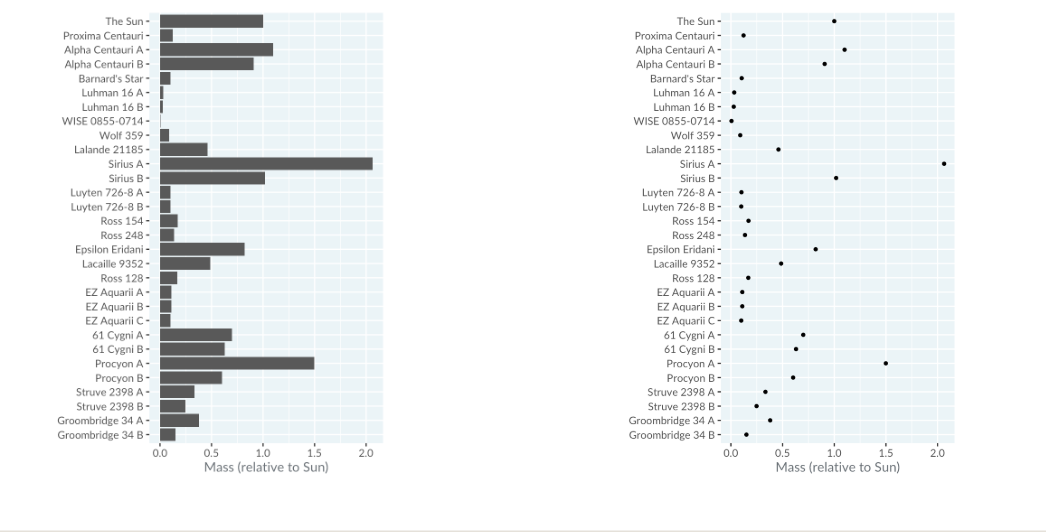 The Sun
Proxima Centauri
Alpha Centauri A
Alpha Centauri B
Barnard's Star
Luhman 16 A
Luhman 16 B
WISE 0855-0714
Wolf 359
Lalande 21185
Sirius A
Sirius B
Luyten 726-8 A
Luyten 726-8 B
Ross 154
Ross 248
Epsilon Eridani
Lacaille 9352
Ross 128
EZ Aquarii A
EZ Aquarii B
EZ Aquarii C
61 Cygni A
61 Cygni B
Procyon A
Procyon B
Struve 2398 A
Struve 2398 B
Groombridge 34 A
Groombridge 34 B
0.0 0.5 1.0 1.5 2.0
Mass (relative to Sun)
The Sun
Proxima Centauri
Alpha Centauri A
Alpha Centauri B
Barnard's Star
Luhman 16 A
Luhman 16 B
WISE 0855-0714
Wolf 359
Lalande 21185
Sirius A
Sirius B
Luyten 726-8 A
Luyten 726-8 B
Ross 154
Ross 248
Epsilon Eridani
Lacaille 9352
Ross 128
EZ Aquarii A
EZ Aquarii B
EZ Aquarii C
61 Cygni A
61 Cygni B
Procyon A
Procyon B
Struve 2398 A
Struve 2398 B
Groombridge 34 A
Groombridge 34 B
0.0 0.5 1.0 1.5 2.0
Mass (relative to Sun)